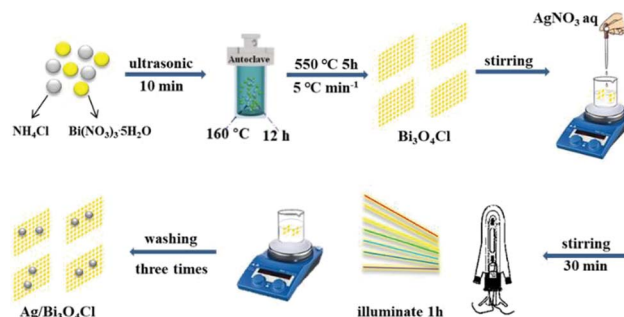 AgNO₃ aq
ultrasonic
10 min
Autoclave
550 °C 5h
5 °C min⁻¹
stirring
NH₄Cl
Bi(NO₃)₃·5H₂O
160 °C
12 h
Bi₃O₄Cl
washing
three times
stirring
30 min
Ag/Bi₃O₄Cl
illuminate 1h